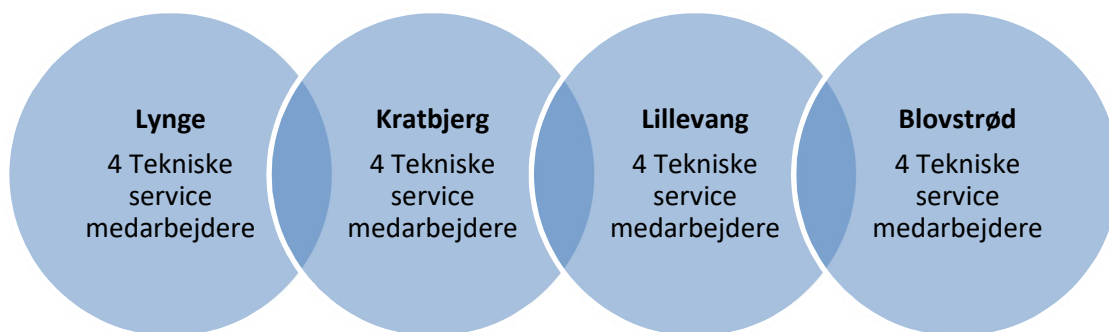 Lynge
4 Tekniske
service
medarbejdere
Kratbjerg
4 Tekniske
service
medarbejdere
Lillevang
4 Tekniske
service
medarbejdere
Blovstrød
4 Tekniske
service
medarbejdere